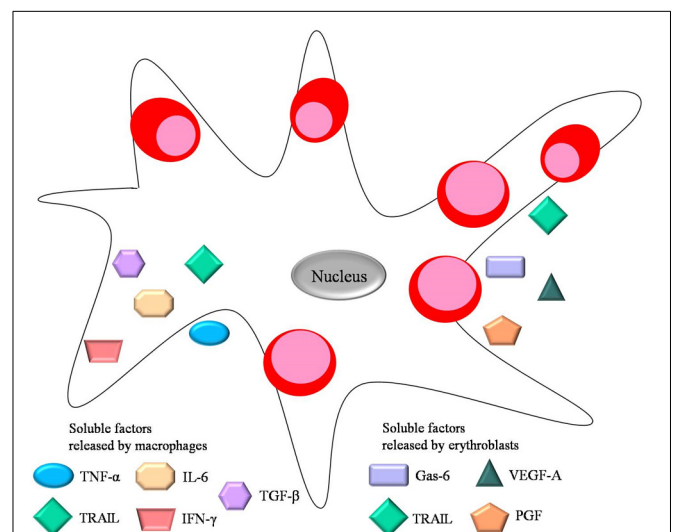 Nucleus
Soluble factors
released by macrophages
TNF-α
IL-6
TGF-β
TRAIL
IFN-γ
Soluble factors
released by erythroblasts
Gas-6
VEGF-A
TRAIL
PGF